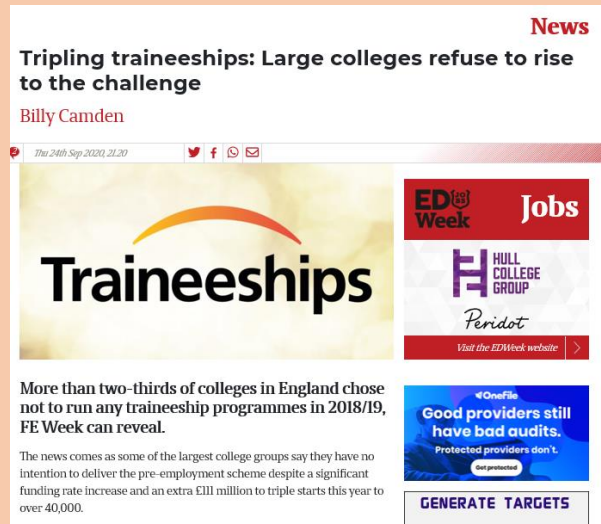 News
Tripling traineeships: Large colleges refuse to rise
to the challenge
Billy Camden
Thu 24th Sep 2020, 21.20
Traineeships
ED JOBS
Week
Jobs
HULL
COLLEGE
GROUP
Peridot
Visit the EDWeek website
More than two-thirds of colleges in England chose
not to run any traineeship programmes in 2018/19,
FE Week can reveal.
The news comes as some of the largest college groups say they have no
intention to deliver the pre-employment scheme despite a significant
funding rate increase and an extra £111 million to triple starts this year to
over 40,000.
OneFile
Good providers still
have bad audits.
Protected providers don't.
Get protected
GENERATE TARGETS